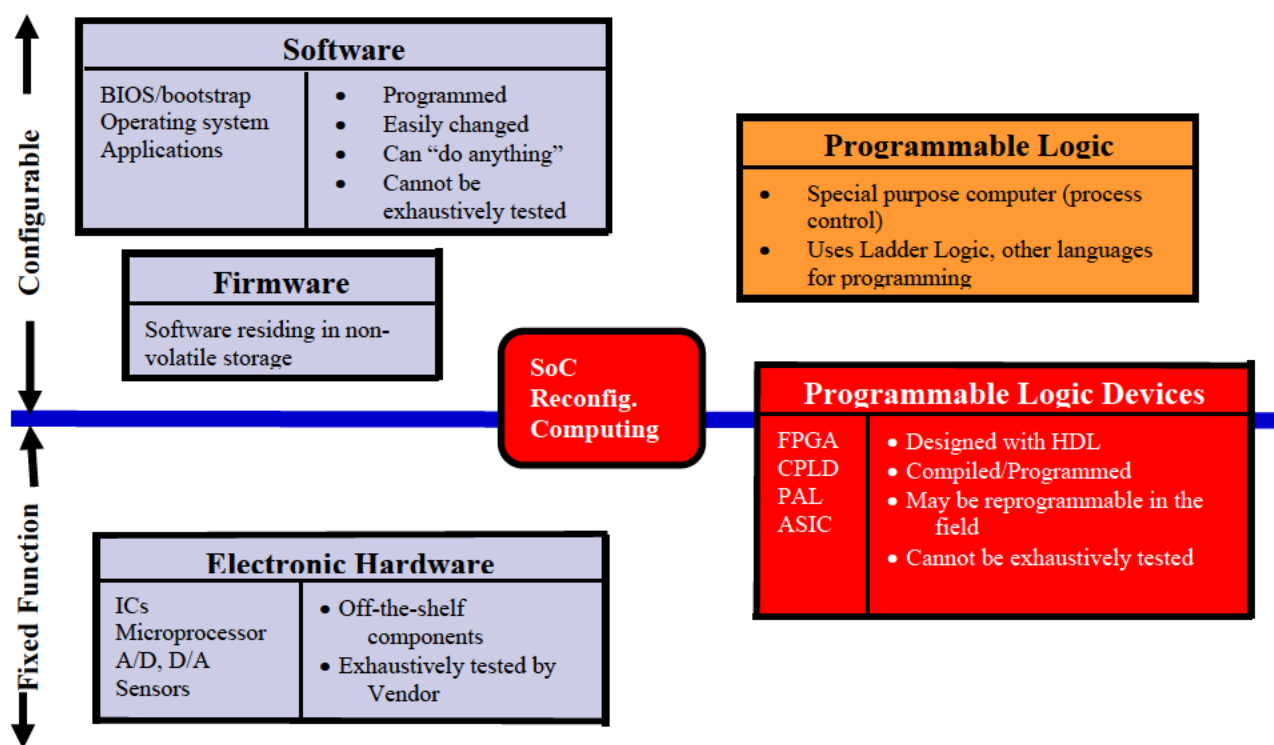 Configurable
Fixed Function
Software
BIOS/bootstrap
Operating system
Applications
• Programmed
• Easily changed
• Can “do anything”
• Cannot be
exhaustively tested
Firmware
Software residing in non-
volatile storage
Programmable Logic
• Special purpose computer (process
control)
• Uses Ladder Logic, other languages
for programming
SoC
Reconfig.
Computing
Programmable Logic Devices
FPGA
CPLD
PAL
ASIC
• Designed with HDL
• Compiled/Programmed
• May be reprogrammable in the
field
• Cannot be exhaustively tested
Electronic Hardware
ICs
Microprocessor
A/D, D/A
Sensors
• Off-the-shelf
components
• Exhaustively tested by
Vendor